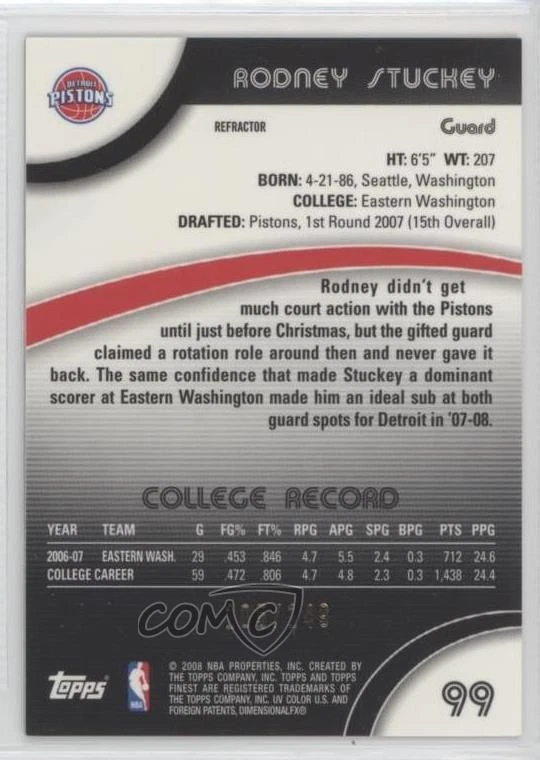 DETROIT
PISTONS
RODNEY STUCKEY
REFRACTOR
Guard
HT: 6'5" WT: 207
BORN: 4-21-86, Seattle, Washington
COLLEGE: Eastern Washington
DRAFTED: Pistons, 1st Round 2007 (15th Overall)
Rodney didn't get
much court action with the Pistons
until just before Christmas, but the gifted guard
claimed a rotation role around then and never gave it
back. The same confidence that made Stuckey a dominant
scorer at Eastern Washington made him an ideal sub at both
guard spots for Detroit in '07-08.
COLLEGE RECORD
YEAR TEAM G FG% FT% RPG APG SPG BPG PTS PPG
2006-07 EASTERN WASH. 29 .453 .846 4.7 5.5 2.4 0.3 712 24.6
COLLEGE CAREER 59 .472 .806 4.7 4.8 2.3 0.3 1,438 24.4
COMC
Topps
NBA
© 2008 NBA PROPERTIES, INC. CREATED BY
THE TOPPS COMPANY, INC. TOPPS AND TOPPS
FINEST ARE REGISTERED TRADEMARKS OF
THE TOPPS COMPANY, INC. UV COLOR U.S. AND
FOREIGN PATENTS, DIMENSIONALFX®
99